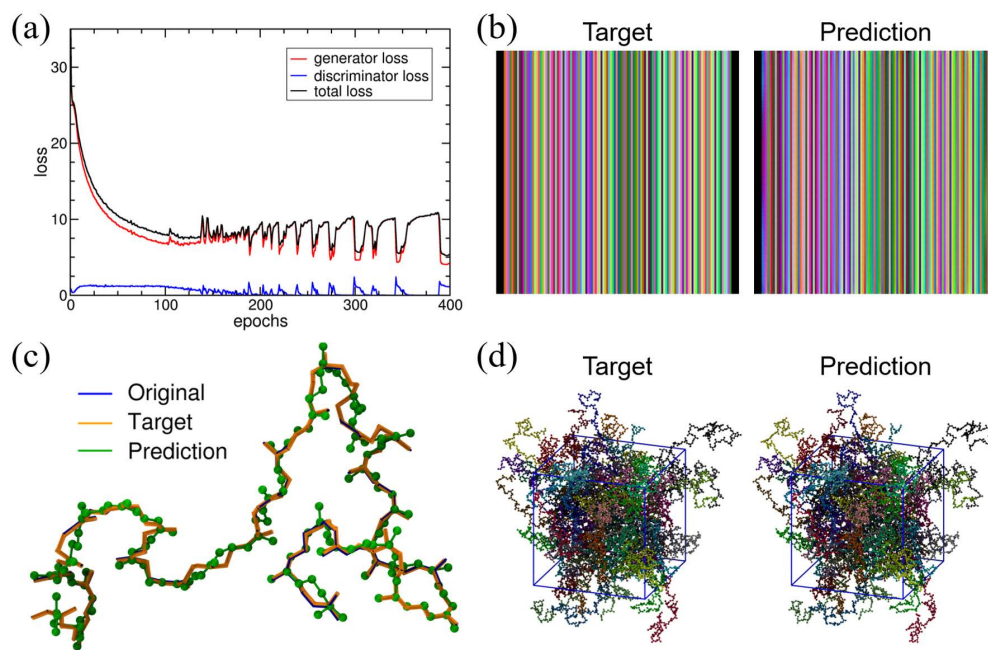 (a)
35
30
20
10
0
loss
0
100
200
300
400
epochs
generator loss
discriminator loss
total loss
(b)
Target
Prediction
(c)
Original
Target
Prediction
(d)
Target
Prediction